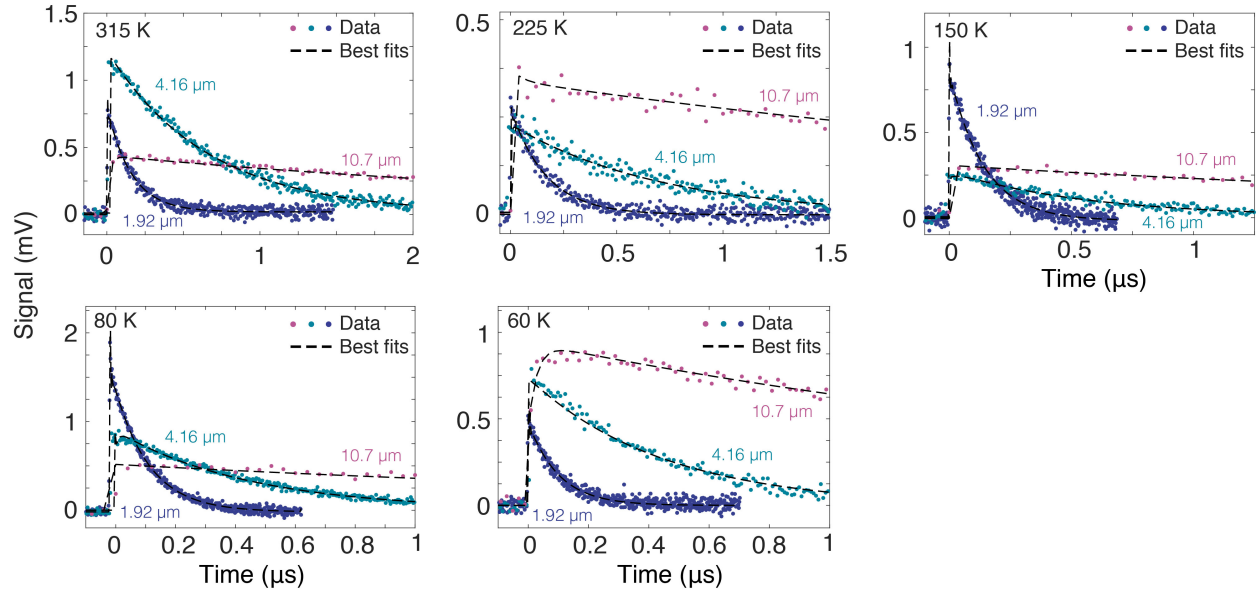 Signal (mV)
315 K
Data
Best fits
4.16 µm
10.7 µm
1.92 µm
1.5
1
0.5
0
0
1
2
225 K
Data
Best fits
10.7 µm
4.16 µm
1.92 µm
0.5
0
0
0.5
1
1.5
150 K
Data
Best fits
1.92 µm
10.7 µm
4.16 µm
1
0.5
0
0
0.5
1
Time (µs)
80 K
Data
Best fits
4.16 µm
10.7 µm
1.92 µm
2
1
0
0
0.2
0.4
0.6
1
Time (µs)
60 K
Data
Best fits
10.7 µm
4.16 µm
1.92 µm
1
0.5
0
0
0.2
0.4
0.6
0.8
1
Time (µs)